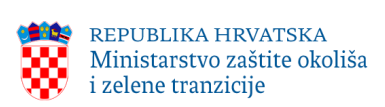 REPUBLIKA HRVATSKA
Ministarstvo zaštite okoliša
i zelene tranzicije